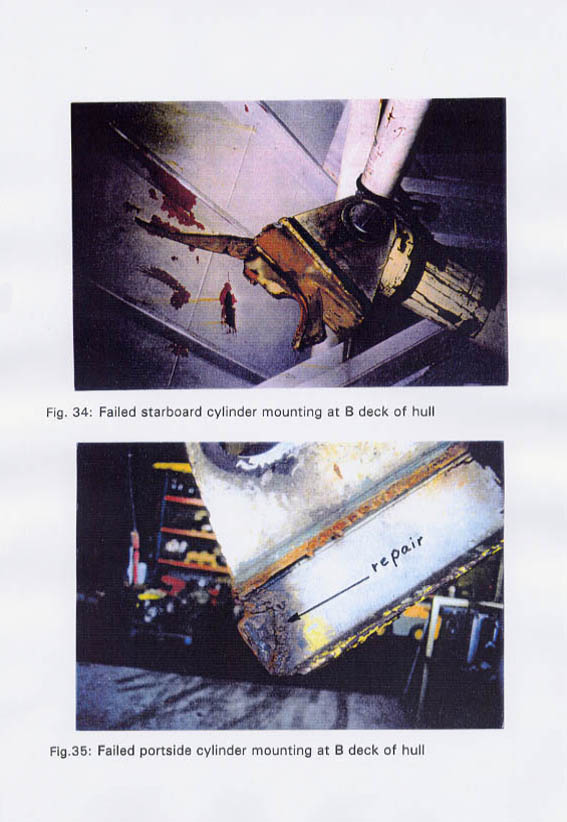 Fig. 34: Failed starboard cylinder mounting at B deck of hull
repair
Fig.35: Failed portside cylinder mounting at B deck of hull